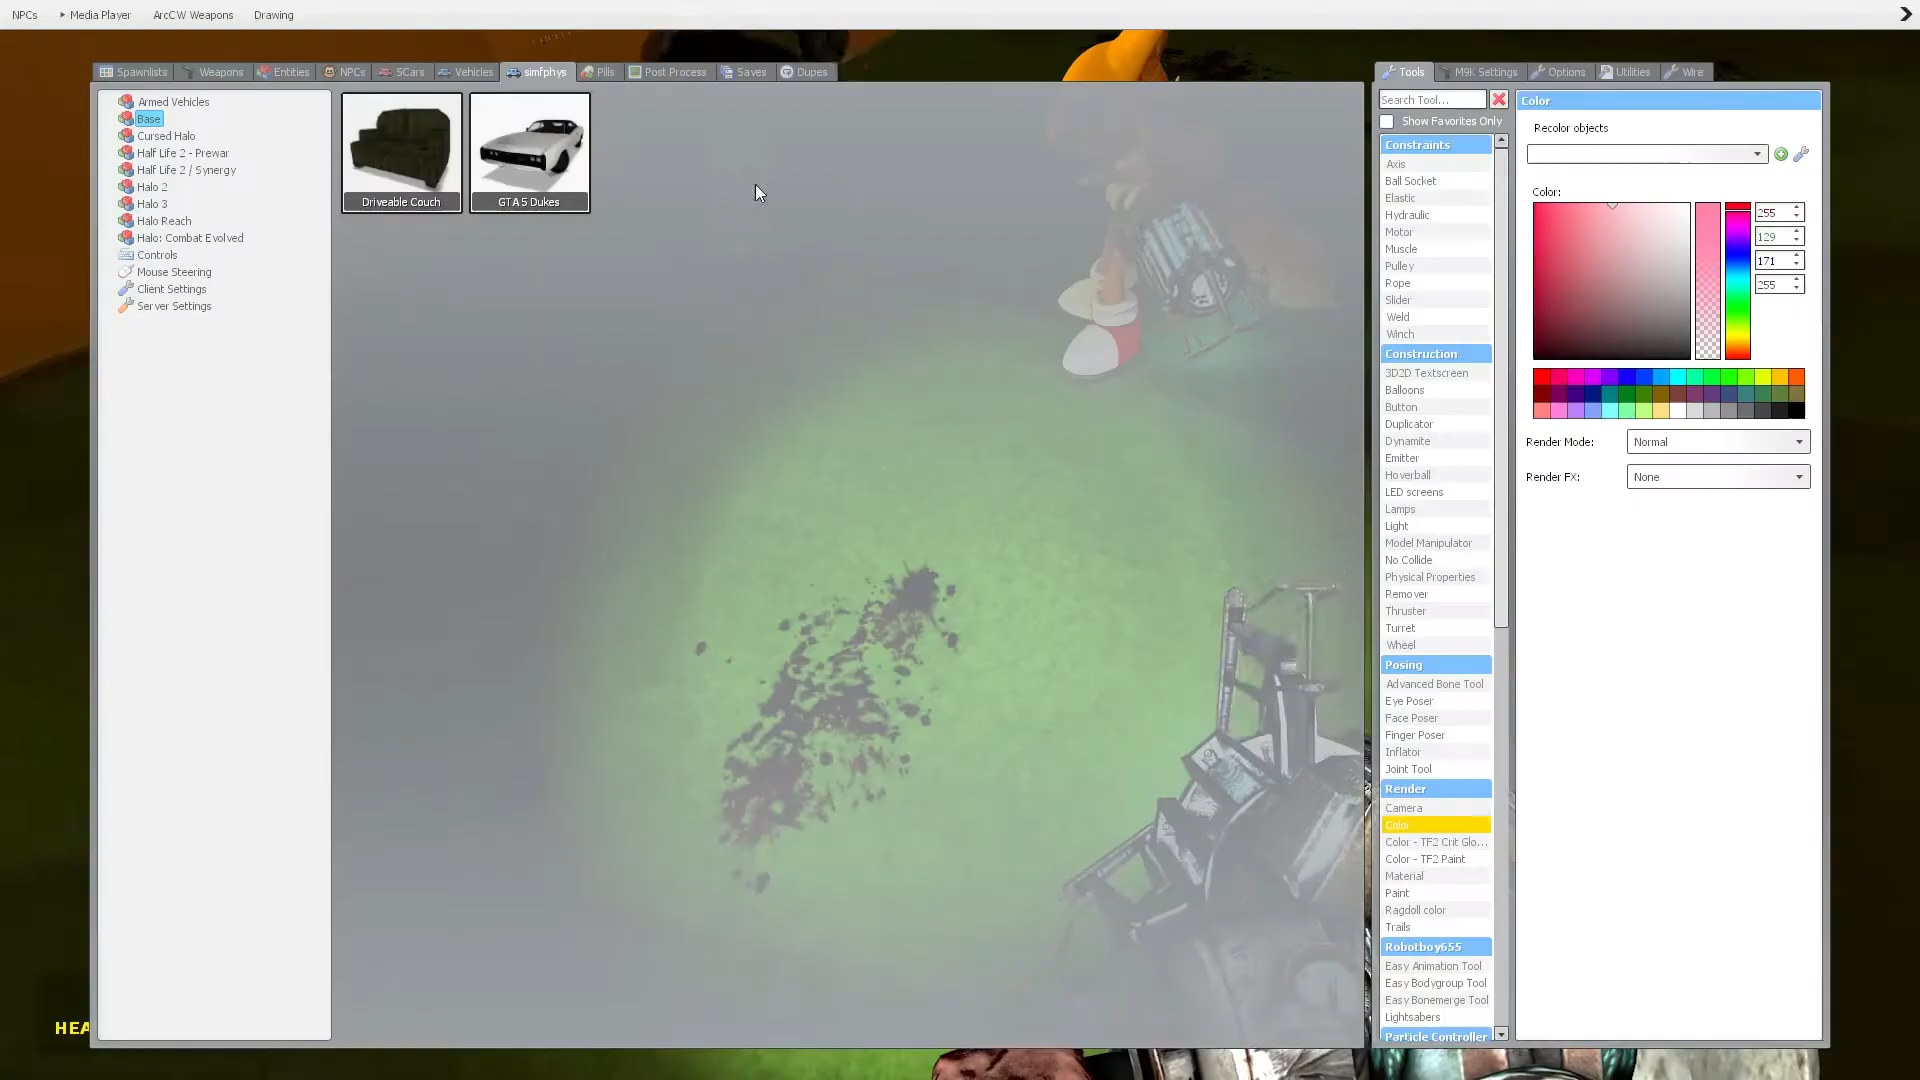 NPCs Media Player ArcCW Weapons Drawing
Spawnlists Weapons Entities NPCs SCars Vehicles simfphys Pills Post Process Saves Dupes
Armed Vehicles
Base
Cursed Halo
Half Life 2 - Prewar
Half Life 2 / Synergy
Halo 2
Halo 3
Halo Reach
Halo: Combat Evolved
Controls
Mouse Steering
Client Settings
Server Settings
Driveable Couch
GTA 5 Dukes
HEA
Tools M9K Settings Options Utilities Wire
Search Tool...
Show Favorites Only
Constraints
Axis
Ball Socket
Elastic
Hydraulic
Motor
Muscle
Pulley
Rope
Slider
Weld
Winch
Construction
3D2D Textscreen
Balloons
Button
Duplicator
Dynamite
Emitter
Hoverball
LED screens
Lamps
Light
Model Manipulator
No Collide
Physical Properties
Remover
Thruster
Turret
Wheel
Posing
Advanced Bone Tool
Eye Poser
Face Poser
Finger Poser
Inflator
Joint Tool
Render
Camera
Color
Color - TF2 Crit Glo...
Color - TF2 Paint
Material
Paint
Ragdoll color
Trails
Robotboy655
Easy Animation Tool
Easy Bodygroup Tool
Easy Bonemerge Tool
Lightsabers
Particle Controller
Color
Recolor objects
Color:
255
129
171
255
Render Mode: Normal
Render FX: None